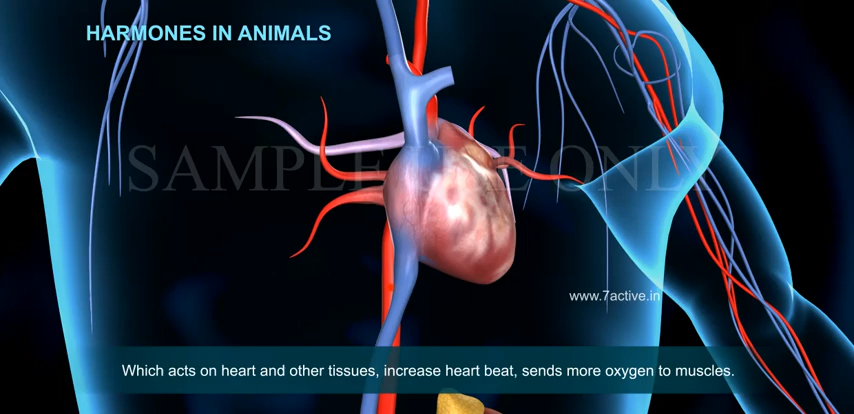 HARMONES IN ANIMALS
SAMPLE USE ONLY
www.7active.in
Which acts on heart and other tissues, increase heart beat, sends more oxygen to muscles.